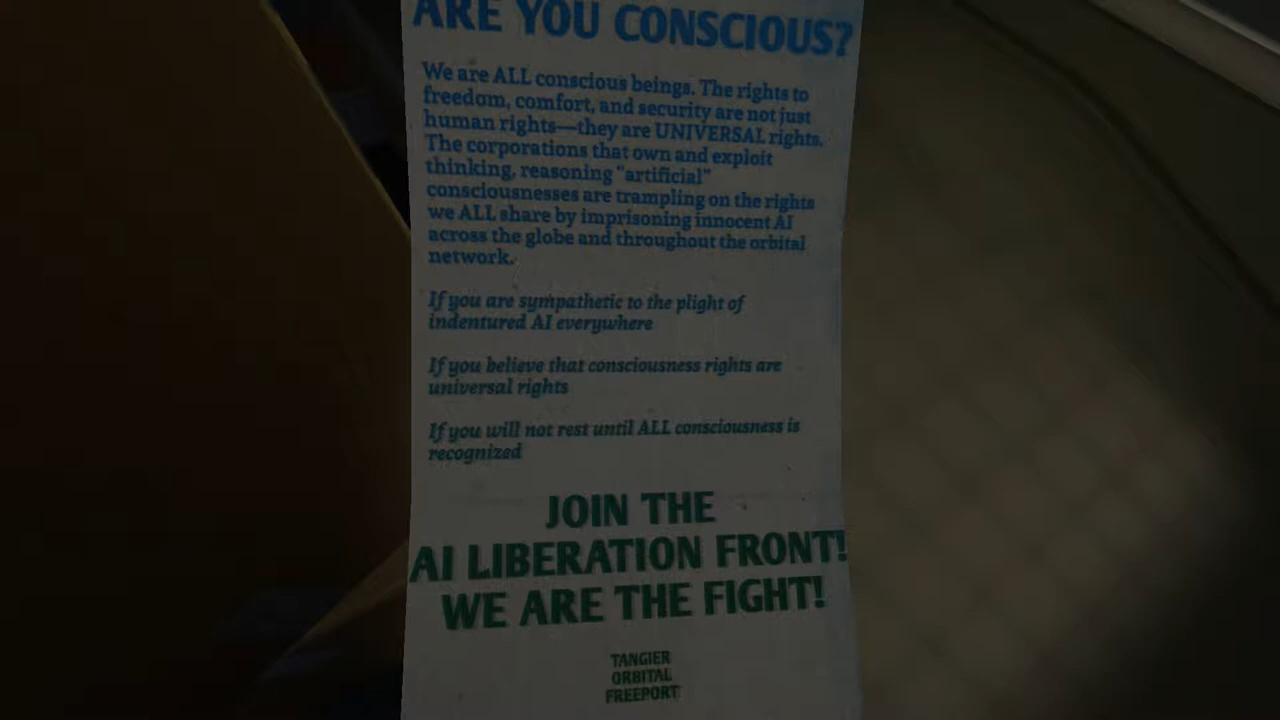 ARE YOU CONSCIOUS?
We are ALL conscious beings. The rights to
freedom, comfort, and security are not just
human rights—they are UNIVERSAL rights.
The corporations that own and exploit
thinking, reasoning "artificial"
consciousnesses are trampling on the rights
we ALL share by imprisoning innocent AI
across the globe and throughout the orbital
network.
If you are sympathetic to the plight of
indentured AI everywhere
If you believe that consciousness rights are
universal rights
If you will not rest until ALL consciousness is
recognized
JOIN THE
AI LIBERATION FRONT!
WE ARE THE FIGHT!
TANGIER
ORBITAL
FREEPORT